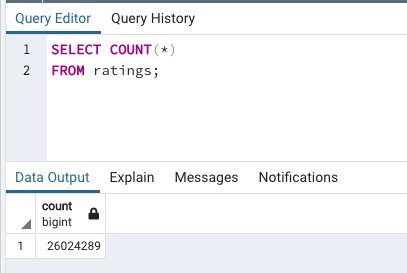 Query Editor Query History
1 SELECT COUNT(*)
2 FROM ratings;
Data Output Explain Messages Notifications
count
bigint
1 26024289